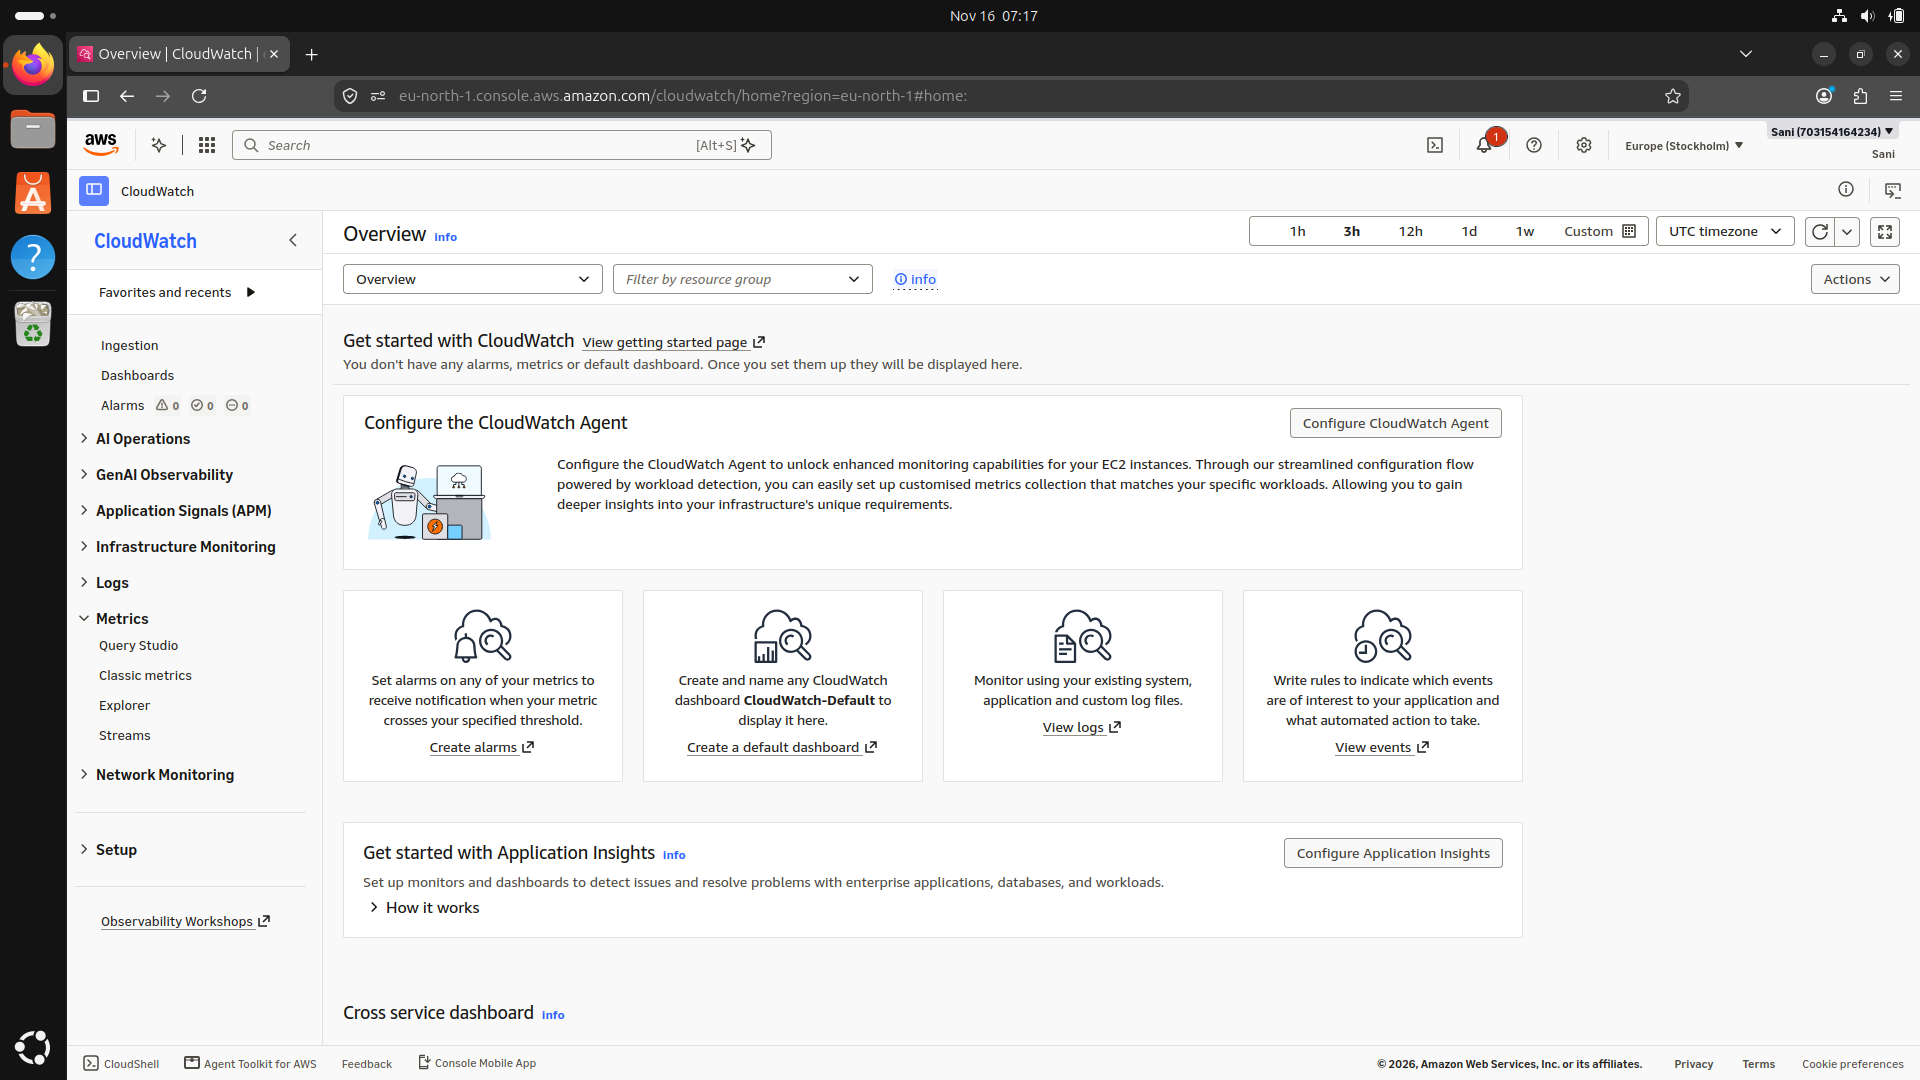 Nov 16 07:17
Overview | CloudWatch |
eu-north-1.console.aws.amazon.com/cloudwatch/home?region=eu-north-1#home:
aws
Search
[Alt+S]
1
Europe (Stockholm)
Sani (703154164234)
Sani
CloudWatch
CloudWatch
Favorites and recents
Ingestion
Dashboards
Alarms 0 0 0
AI Operations
GenAI Observability
Application Signals (APM)
Infrastructure Monitoring
Logs
Metrics
Query Studio
Classic metrics
Explorer
Streams
Network Monitoring
Setup
Observability Workshops
Overview info
1h 3h 12h 1d 1w Custom
UTC timezone
Overview
Filter by resource group
info
Actions
Get started with CloudWatch View getting started page
You don't have any alarms, metrics or default dashboard. Once you set them up they will be displayed here.
Configure the CloudWatch Agent
Configure CloudWatch Agent
Configure the CloudWatch Agent to unlock enhanced monitoring capabilities for your EC2 instances. Through our streamlined configuration flow
powered by workload detection, you can easily set up customised metrics collection that matches your specific workloads. Allowing you to gain
deeper insights into your infrastructure's unique requirements.
Set alarms on any of your metrics to
receive notification when your metric
crosses your specified threshold.
Create alarms
Create and name any CloudWatch
dashboard CloudWatch-Default to
display it here.
Create a default dashboard
Monitor using your existing system,
application and custom log files.
View logs
Write rules to indicate which events
are of interest to your application and
what automated action to take.
View events
Get started with Application Insights info
Configure Application Insights
Set up monitors and dashboards to detect issues and resolve problems with enterprise applications, databases, and workloads.
How it works
Cross service dashboard info
CloudShell
Agent Toolkit for AWS
Feedback
Console Mobile App
© 2026, Amazon Web Services, Inc. or its affiliates.
Privacy
Terms
Cookie preferences